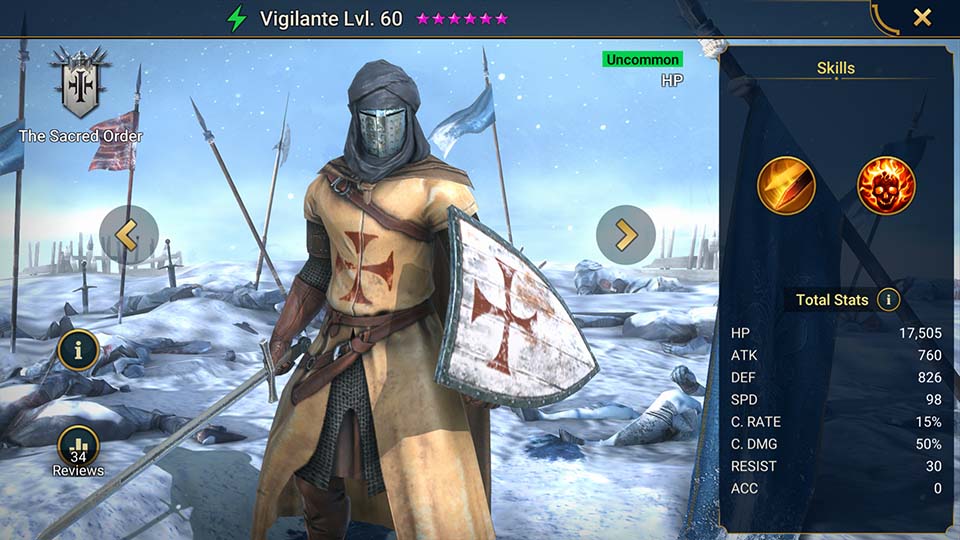 Vigilante Lvl. 60
The Sacred Order
Uncommon
HP
34
Reviews
Skills
Total Stats i
HP 17,505
ATK 760
DEF 826
SPD 98
C. RATE 15%
C. DMG 50%
RESIST 30
ACC 0